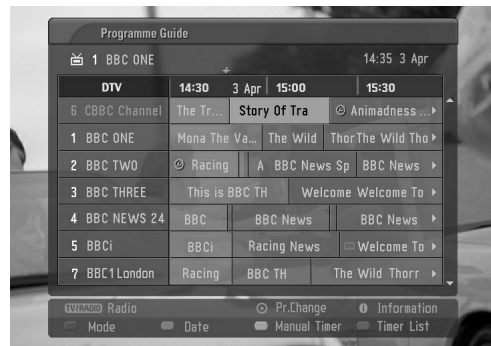 Programme Guide
1 BBC ONE 14:35 3 Apr
DTV 14:30 3 Apr 15:00 15:30
6 CBBC Channel The Tr... Story Of Tra Animadness ...
1 BBC ONE Mona The Va... The Wild Thor The Wild Tho
2 BBC TWO Racing A BBC News Sp BBC News
3 BBC THREE This is BBC TH Welcome Welcome To
4 BBC NEWS 24 BBC BBC News BBC News
5 BBCi BBCi Racing News Welcome To
7 BBC1 London Racing BBC TH The Wild Thorr
TV/RADIO Radio Pr.Change Information
Mode Date Manual Timer Timer List